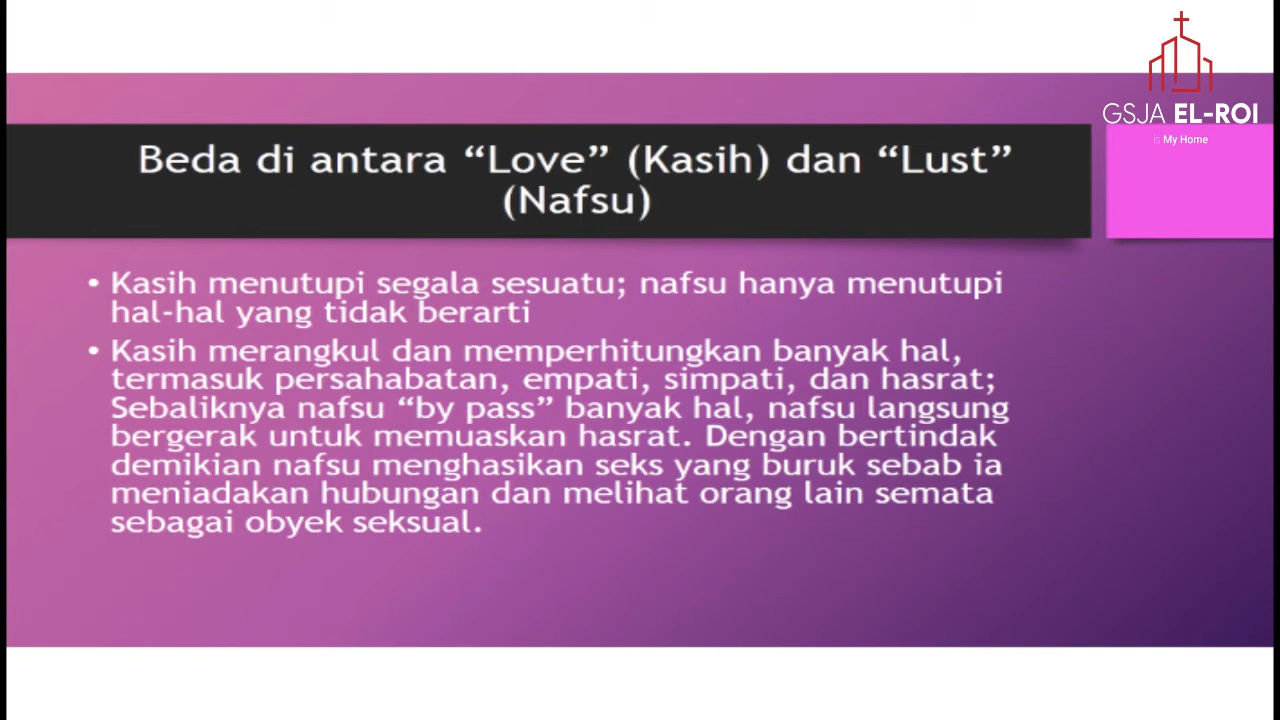 GSJA EL-ROI
is My Home
Beda di antara “Love” (Kasih) dan “Lust”
(Nafsu)
• Kasih menutupi segala sesuatu; nafsu hanya menutupi
hal-hal yang tidak berarti
• Kasih merangkul dan memperhitungkan banyak hal,
termasuk persahabatan, empati, simpati, dan hasrat;
Sebaliknya nafsu “by pass” banyak hal, nafsu langsung
bergerak untuk memuaskan hasrat. Dengan bertindak
demikian nafsu menghasikan seks yang buruk sebab ia
meniadakan hubungan dan melihat orang lain semata
sebagai obyek seksual.